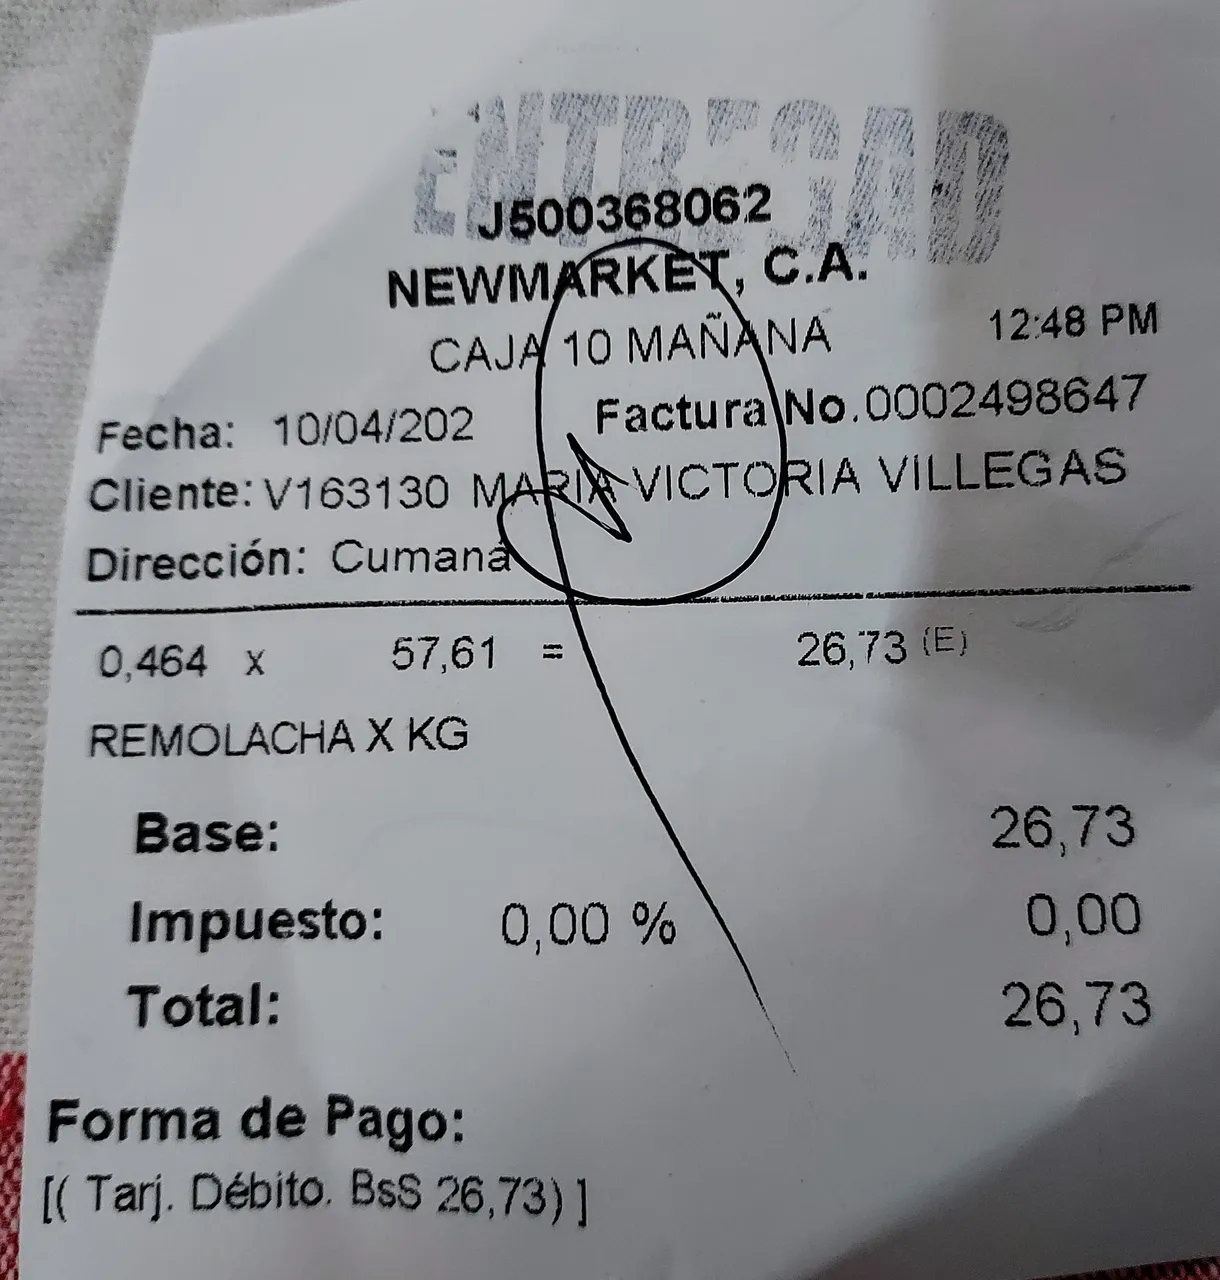 ENTREGAD
J500368062
NEWMARKET, C.A.
CAJA 10 MAÑANA 12:48 PM
Fecha: 10/04/202 Factura No.0002498647
Cliente: V163130 MARIA VICTORIA VILLEGAS
Dirección: Cumaná
0,464 x 57,61 = 26,73 (E)
REMOLACHA X KG
Base: 26,73
Impuesto: 0,00 % 0,00
Total: 26,73
Forma de Pago:
[( Tarj. Débito. BsS 26,73) ]